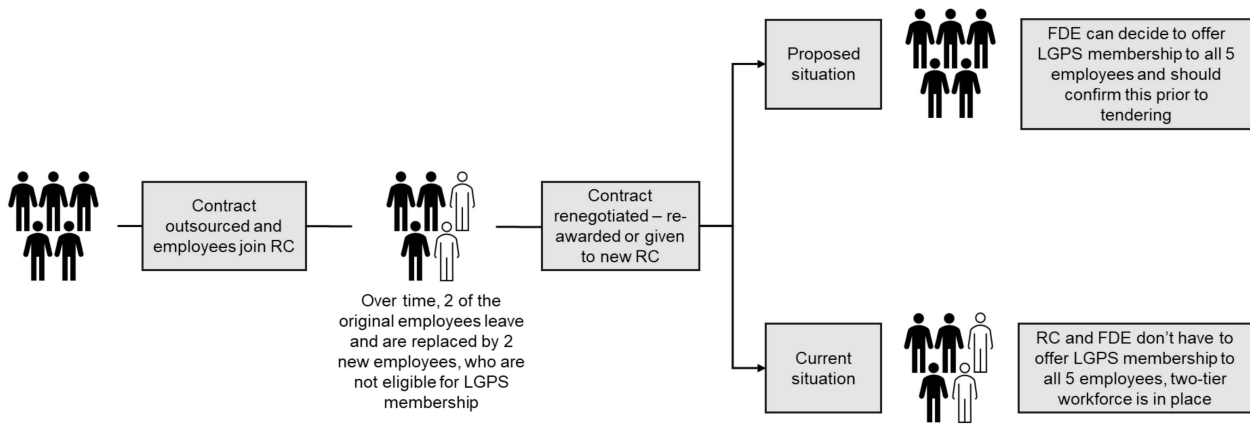 Contract
outsourced and
employees join RC
Over time, 2 of the
original employees leave
and are replaced by 2
new employees, who are
not eligible for LGPS
membership
Contract
renegotiated – re-
awarded or given
to new RC
Proposed
situation
FDE can decide to offer
LGPS membership to all 5
employees and should
confirm this prior to
tendering
Current
situation
RC and FDE don’t have to
offer LGPS membership to
all 5 employees, two-tier
workforce is in place